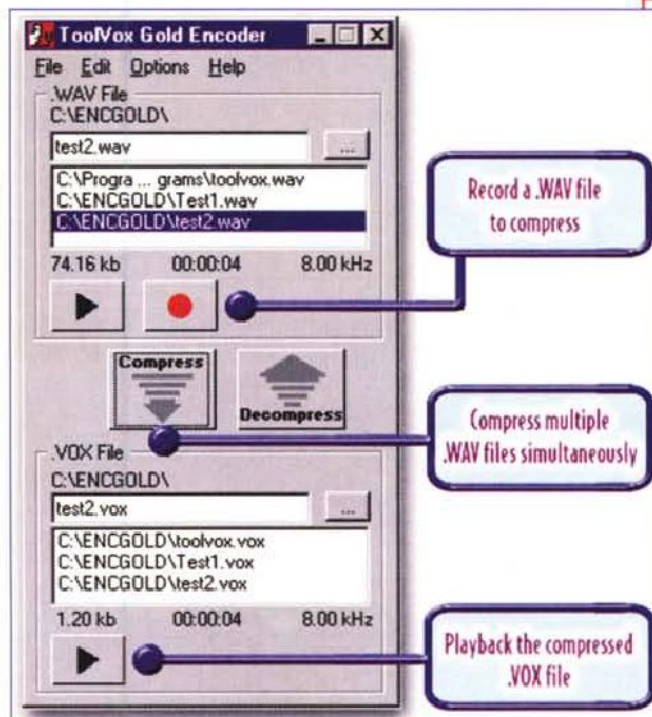 ToolVox Gold Encoder
File Edit Options Help
.WAV File
C:\ENCGOLD\
test2.wav
...
C:\Progra ... grams\toolvox.wav
C:\ENCGOLD\Test1.wav
C:\ENCGOLD\test2.wav
74.16 kb 00:00:04 8.00 kHz
Record a .WAV file
to compress
Compress
Decompress
Compress multiple
.WAV files simultaneously
.VOX File
C:\ENCGOLD\
test2.vox
...
C:\ENCGOLD\toolvox.vox
C:\ENCGOLD\Test1.vox
C:\ENCGOLD\test2.vox
1.20 kb 00:00:04 8.00 kHz
Playback the compressed
.VOX file